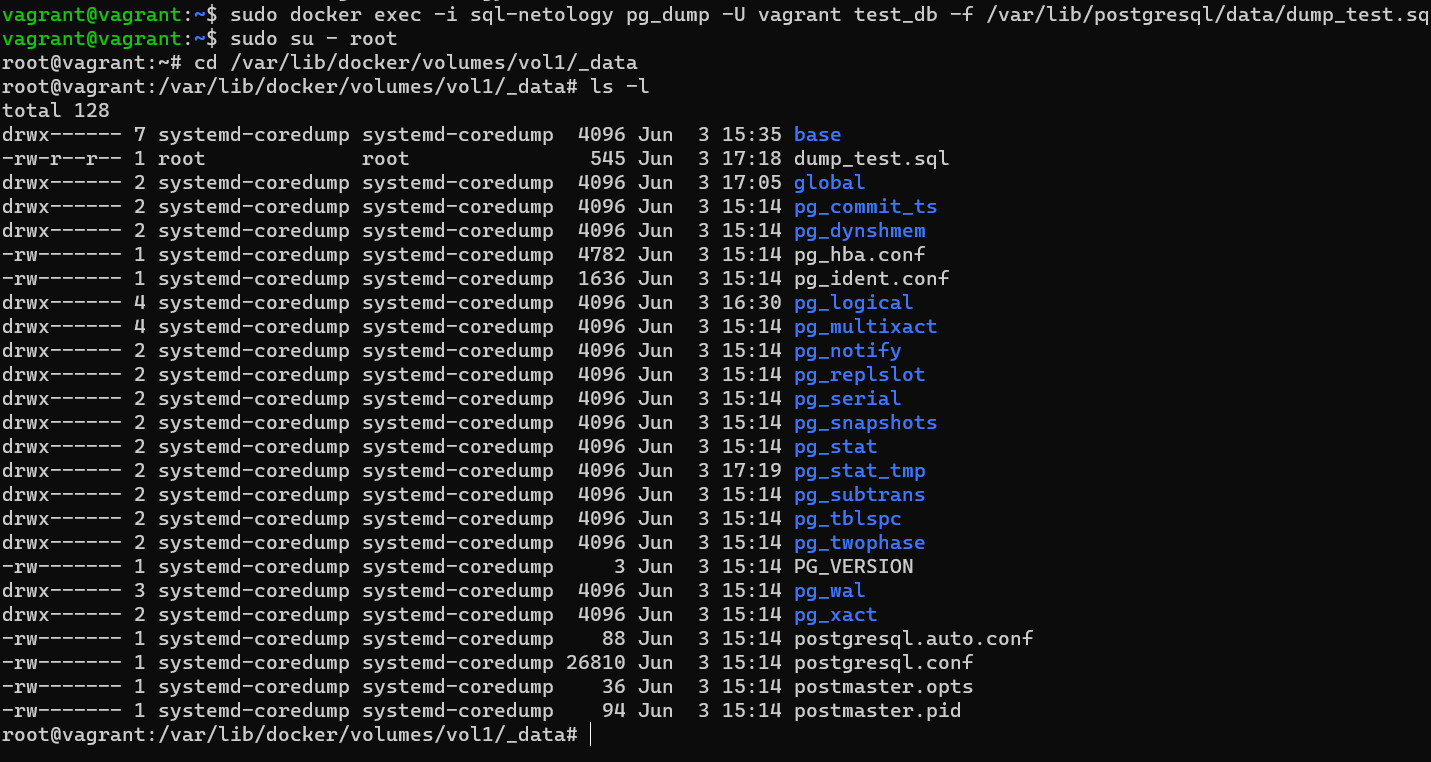 vagrant@vagrant:~$ sudo docker exec -i sql-netology pg_dump -U vagrant test_db -f /var/lib/postgresql/data/dump_test.sq
vagrant@vagrant:~$ sudo su - root
root@vagrant:~# cd /var/lib/docker/volumes/vol1/_data
root@vagrant:/var/lib/docker/volumes/vol1/_data# ls -l
total 128
drwx------ 7 systemd-coredump systemd-coredump  4096 Jun  3 15:35 base
-rw-r--r-- 1 root             root               545 Jun  3 17:18 dump_test.sql
drwx------ 2 systemd-coredump systemd-coredump  4096 Jun  3 17:05 global
drwx------ 2 systemd-coredump systemd-coredump  4096 Jun  3 15:14 pg_commit_ts
drwx------ 2 systemd-coredump systemd-coredump  4096 Jun  3 15:14 pg_dynshmem
-rw------- 1 systemd-coredump systemd-coredump  4782 Jun  3 15:14 pg_hba.conf
-rw------- 1 systemd-coredump systemd-coredump  1636 Jun  3 15:14 pg_ident.conf
drwx------ 4 systemd-coredump systemd-coredump  4096 Jun  3 16:30 pg_logical
drwx------ 4 systemd-coredump systemd-coredump  4096 Jun  3 15:14 pg_multixact
drwx------ 2 systemd-coredump systemd-coredump  4096 Jun  3 15:14 pg_notify
drwx------ 2 systemd-coredump systemd-coredump  4096 Jun  3 15:14 pg_replslot
drwx------ 2 systemd-coredump systemd-coredump  4096 Jun  3 15:14 pg_serial
drwx------ 2 systemd-coredump systemd-coredump  4096 Jun  3 15:14 pg_snapshots
drwx------ 2 systemd-coredump systemd-coredump  4096 Jun  3 15:14 pg_stat
drwx------ 2 systemd-coredump systemd-coredump  4096 Jun  3 17:19 pg_stat_tmp
drwx------ 2 systemd-coredump systemd-coredump  4096 Jun  3 15:14 pg_subtrans
drwx------ 2 systemd-coredump systemd-coredump  4096 Jun  3 15:14 pg_tblspc
drwx------ 2 systemd-coredump systemd-coredump  4096 Jun  3 15:14 pg_twophase
-rw------- 1 systemd-coredump systemd-coredump     3 Jun  3 15:14 PG_VERSION
drwx------ 3 systemd-coredump systemd-coredump  4096 Jun  3 15:14 pg_wal
drwx------ 2 systemd-coredump systemd-coredump  4096 Jun  3 15:14 pg_xact
-rw------- 1 systemd-coredump systemd-coredump    88 Jun  3 15:14 postgresql.auto.conf
-rw------- 1 systemd-coredump systemd-coredump 26810 Jun  3 15:14 postgresql.conf
-rw------- 1 systemd-coredump systemd-coredump    36 Jun  3 15:14 postmaster.opts
-rw------- 1 systemd-coredump systemd-coredump    94 Jun  3 15:14 postmaster.pid
root@vagrant:/var/lib/docker/volumes/vol1/_data#